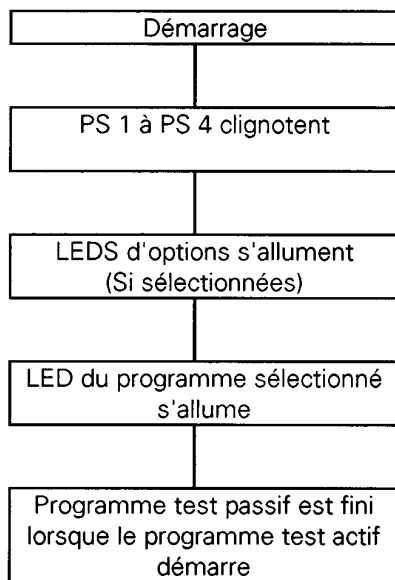 Démarrage
PS 1 à PS 4 clignotent
LEDS d'options s'allument
(Si sélectionnées)
LED du programme sélectionné
s'allume
Programme test passif est fini
lorsque le programme test actif
démarre